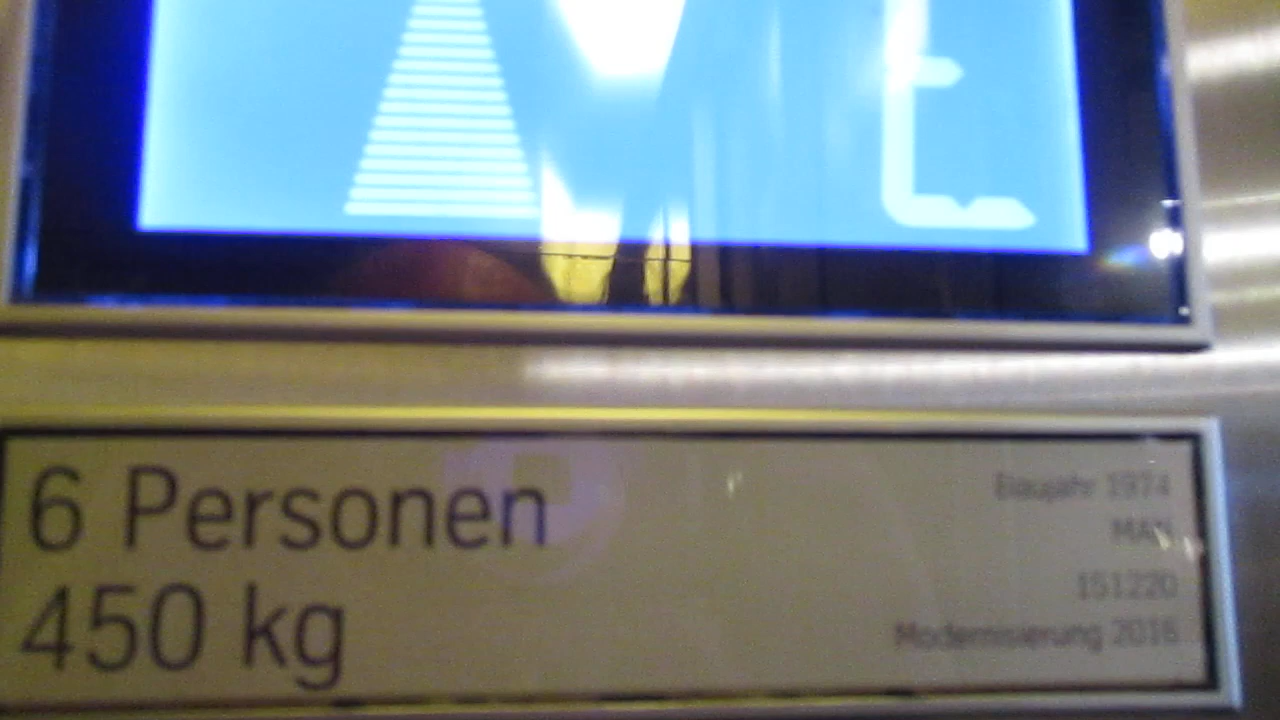 6 Personen
450 kg
Baujahr 1974
MAN
151220
Modernisierung 2016